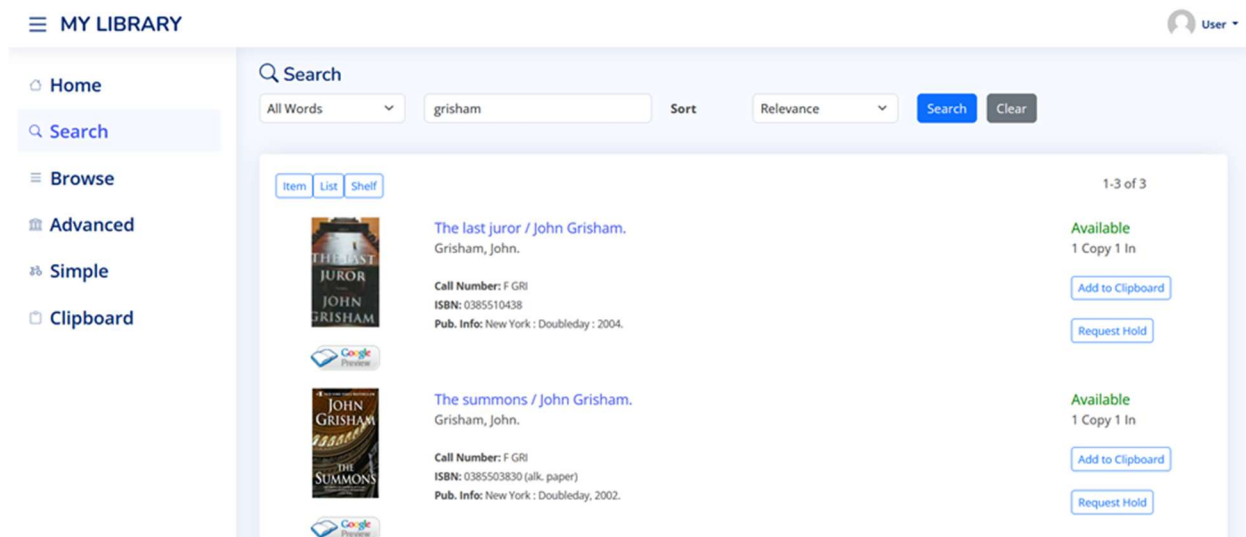 MY LIBRARY
User
Home
Search
Browse
Advanced
Simple
Clipboard
Search
All Words grisham Sort Relevance Search Clear
Item List Shelf 1-3 of 3
THE LAST
JUROR
JOHN
GRISHAM
Google
Preview
The last juror / John Grisham.
Grisham, John.
Call Number: F GRI
ISBN: 0385510438
Pub. Info: New York : Doubleday : 2004.
Available
1 Copy 1 In
Add to Clipboard
Request Hold
JOHN
GRISHAM
THE
SUMMONS
Google
Preview
The summons / John Grisham.
Grisham, John.
Call Number: F GRI
ISBN: 0385503830 (alk. paper)
Pub. Info: New York : Doubleday, 2002.
Available
1 Copy 1 In
Add to Clipboard
Request Hold